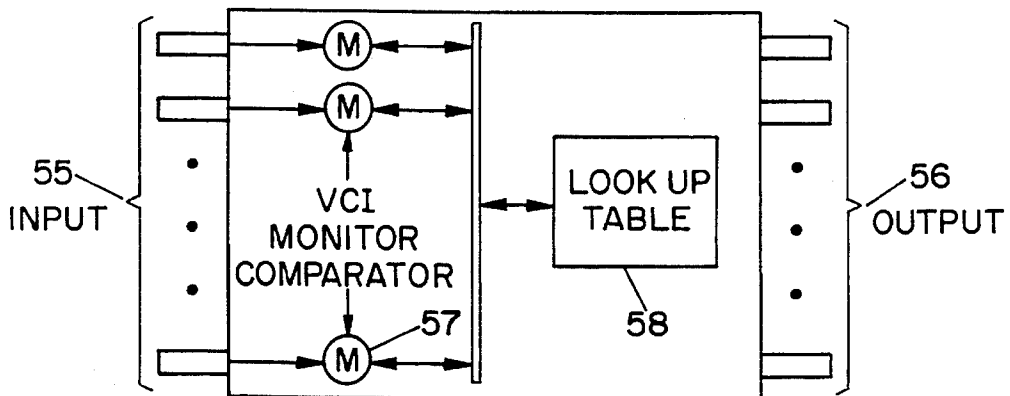 M
M
55
INPUT
VCI
MONITOR
COMPARATOR
M
57
LOOK UP
TABLE
58
56
OUTPUT